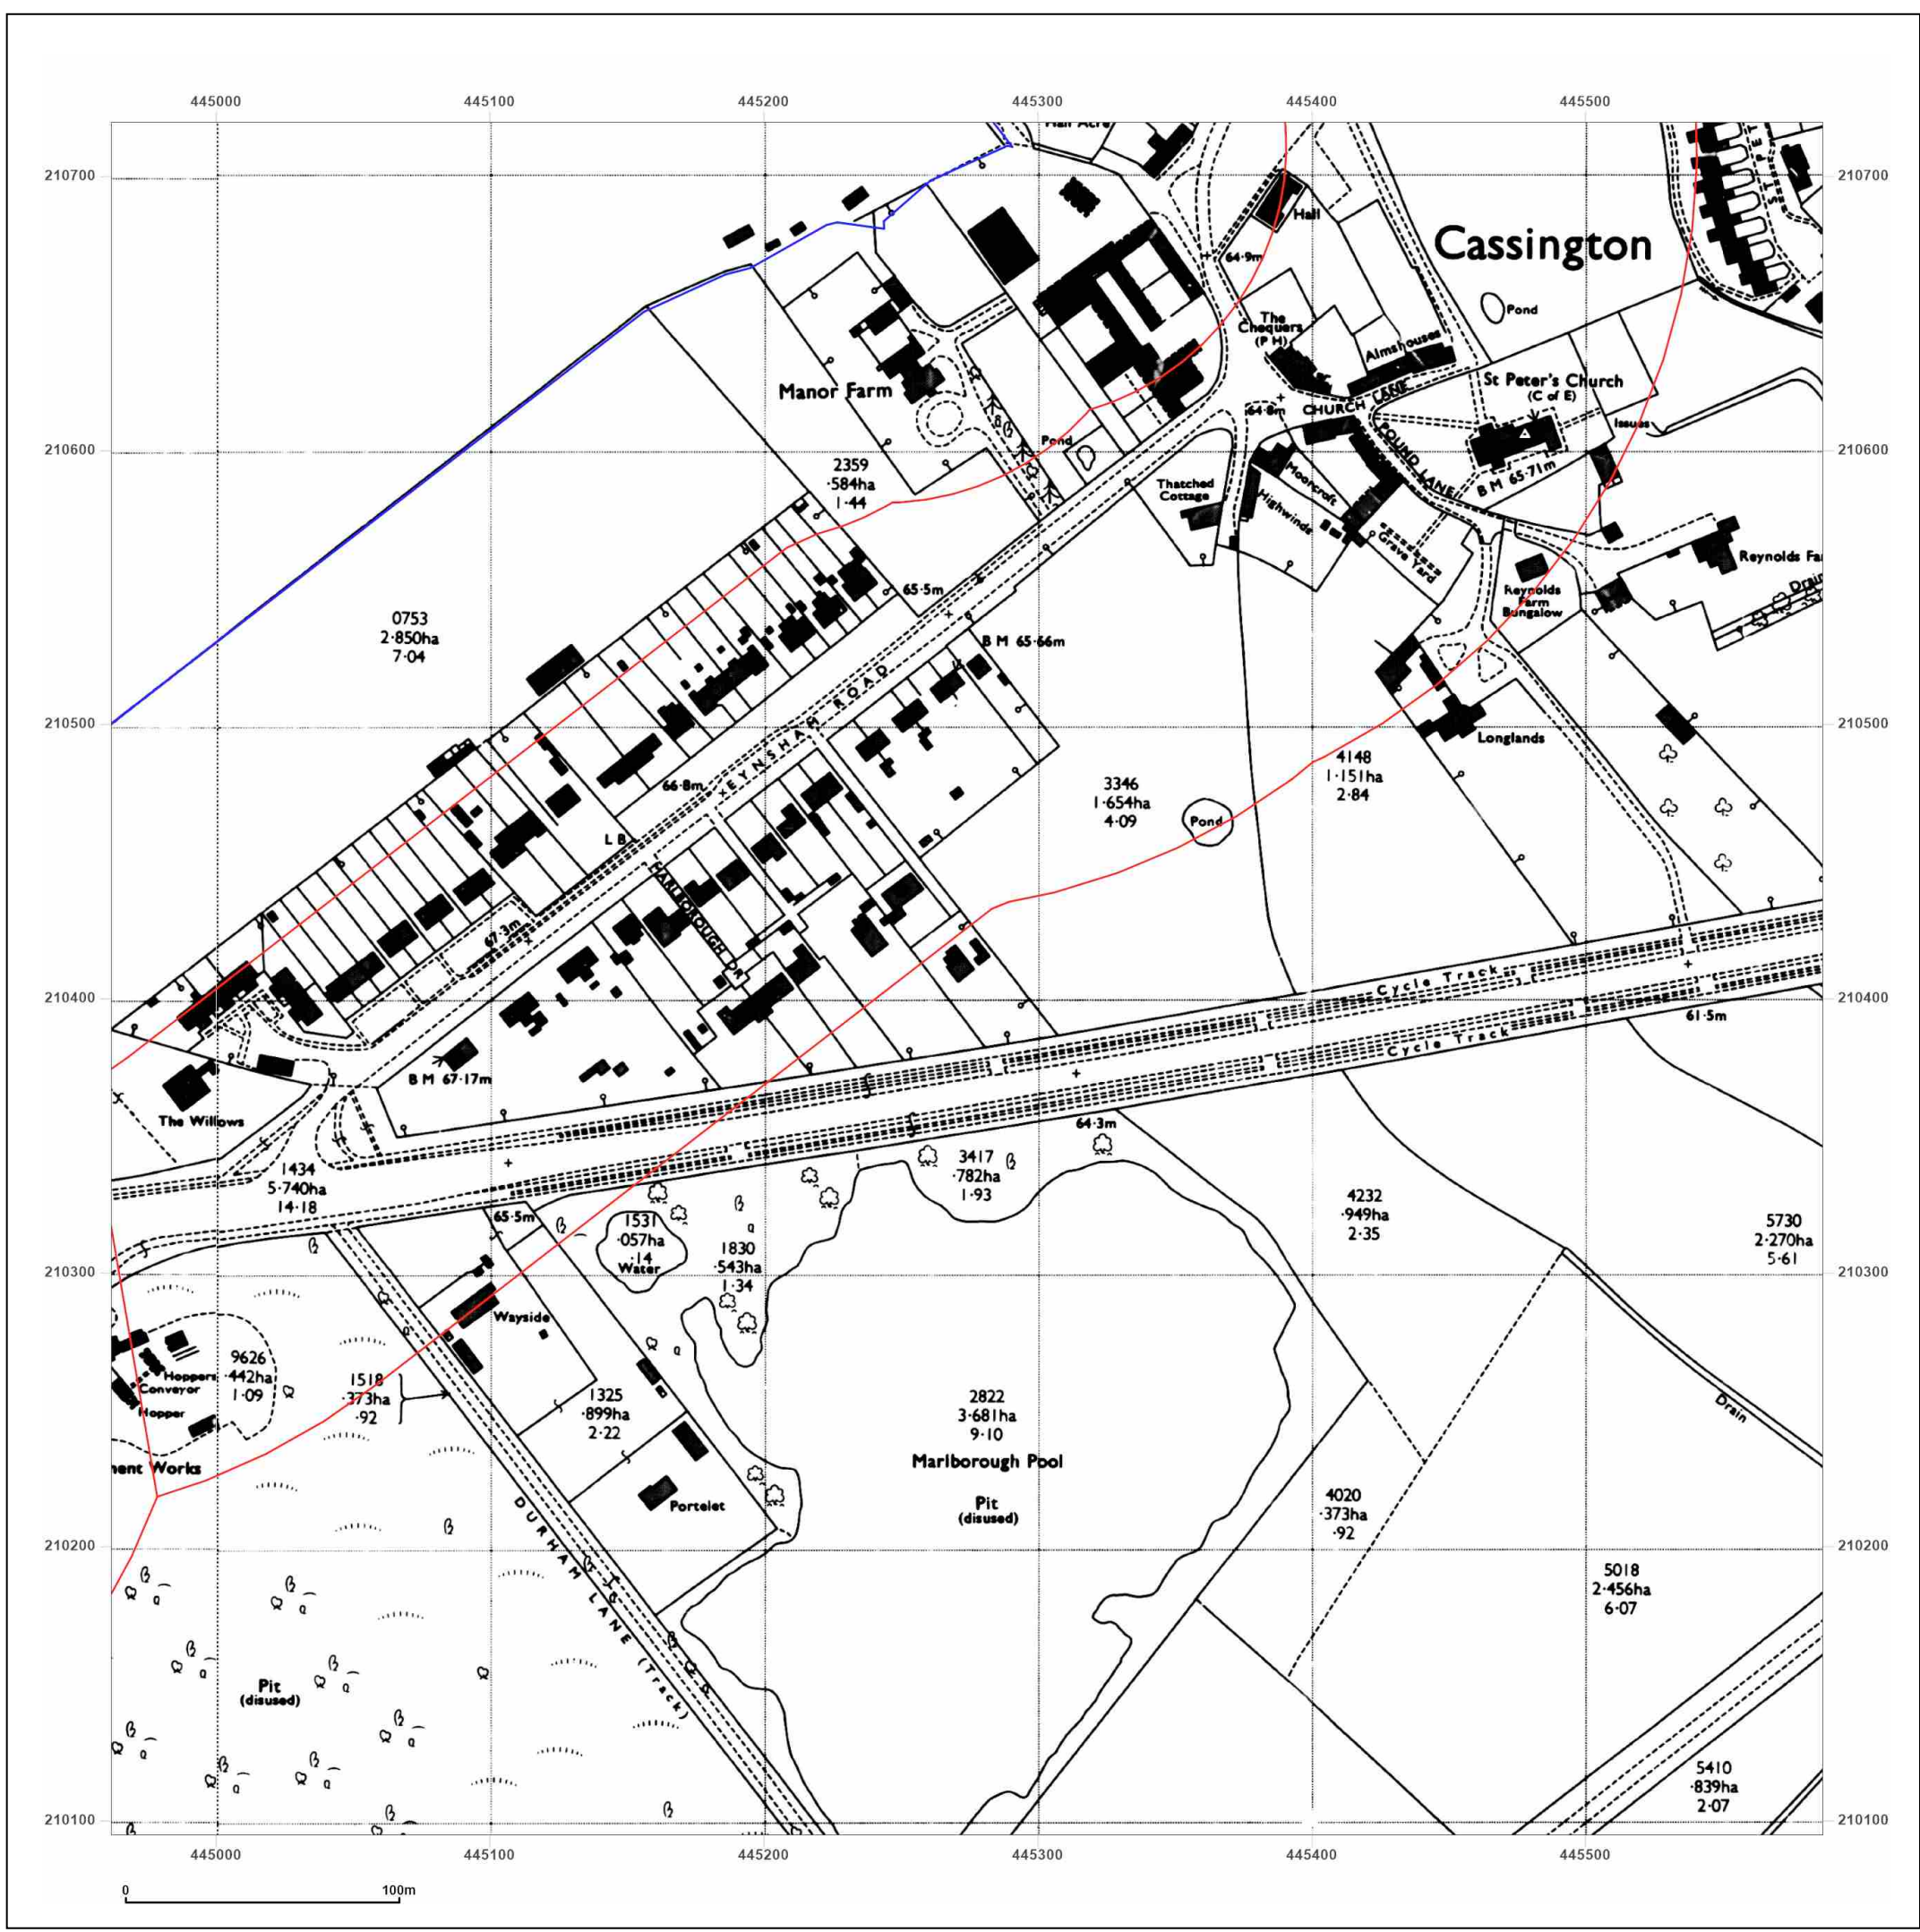 445000 445100 445200 445300 445400 445500
210700 210700
Hall
64·9m
Cassington
The
Chequers
(P H)
Pond
Almshouses
St Peter's Church
(C of E)
Manor Farm
64·8m
CHURCH LANE
Issues
POUND LANE
B M 65·71m
Pond
210600 210600
2359
·584ha
1·44
Thatched
Cottage
Moorcroft
Highwinds
Grave Yard
Drain
Reynolds
Farm
Bungalow
65·5m
0753
2·850ha
7·04
B M 65·66m
EYNSHAM ROAD
210500 210500
Longlands
4148
1·151ha
2·84
3346
1·654ha
4·09
Pond
66·8m
L B
67·3m
210400 210400
Cycle Track
Cycle Track
61·5m
B M 67·17m
The Willows
64·3m
1434
5·740ha
14·18
3417
·782ha
1·93
4232
·949ha
2·35
5730
2·270ha
5·61
65·5m
1531
·057ha
·14
Water
1830
·543ha
1·34
210300 210300
Wayside
9626
·442ha
1·09
Hoppers
Conveyor
Hopper
1518
·373ha
·92
1325
·899ha
2·22
2822
3·681ha
9·10
Marlborough Pool
Pit
(disused)
Drain
Works
Portelet
4020
·373ha
·92
DURHAM LANE (Track)
210200 210200
5018
2·456ha
6·07
Pit
(disused)
5410
·839ha
2·07
210100 210100
445000 445100 445200 445300 445400 445500
0 100m